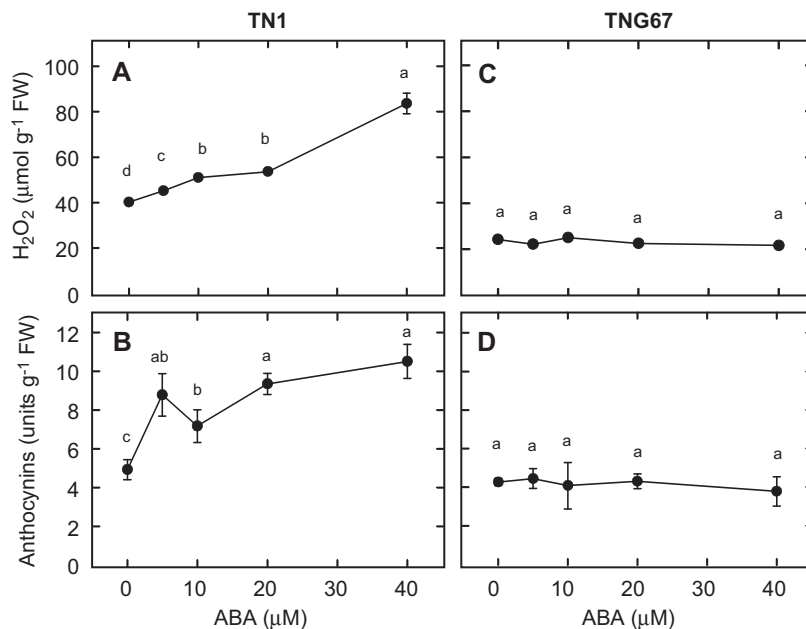 TN1
TNG67
A
C
H₂O₂ (μmol g⁻¹ FW)
100
80
60
40
20
0
d
c
b
b
a
a
a
a
a
a
B
D
Anthocynins (units g⁻¹ FW)
12
10
8
6
4
2
0
c
ab
b
a
a
a
a
a
a
a
0
10
20
30
40
0
10
20
30
40
ABA (μM)
ABA (μM)